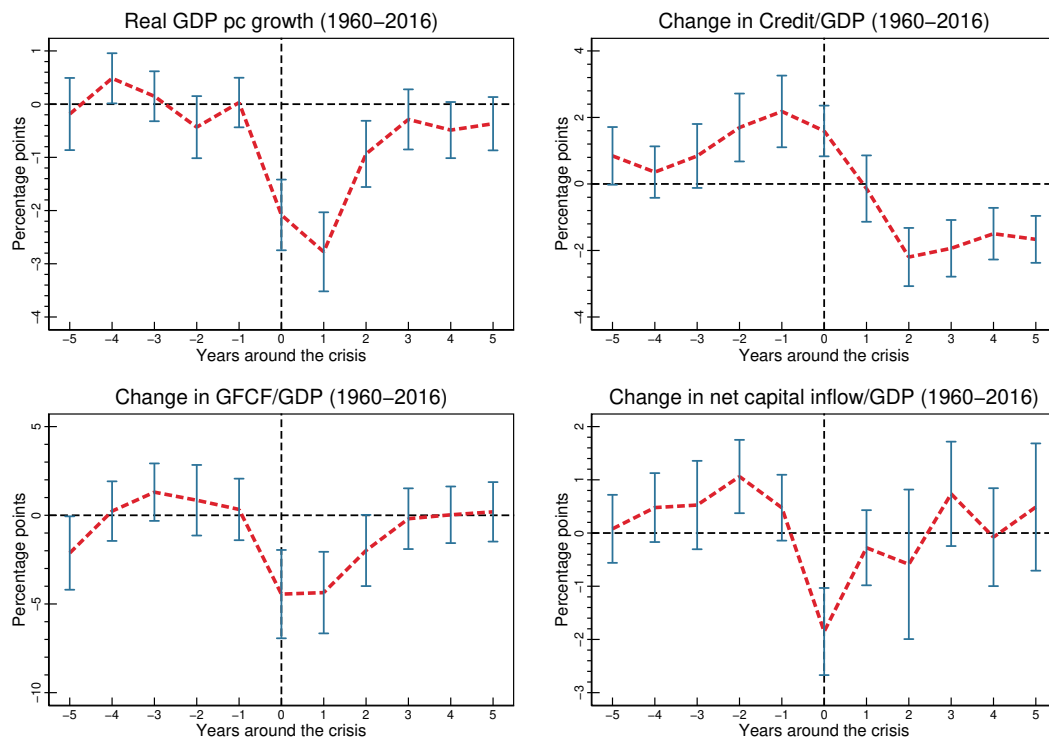 Real GDP pc growth (1960−2016)
Percentage points
1
0
−1
−2
−3
−4
−5 −4 −3 −2 −1 0 1 2 3 4 5
Years around the crisis
Change in Credit/GDP (1960−2016)
Percentage points
4
2
0
−2
−4
−5 −4 −3 −2 −1 0 1 2 3 4 5
Years around the crisis
Change in GFCF/GDP (1960−2016)
Percentage points
5
0
−5
−10
−5 −4 −3 −2 −1 0 1 2 3 4 5
Years around the crisis
Change in net capital inflow/GDP (1960−2016)
Percentage points
2
1
0
−1
−2
−3
−5 −4 −3 −2 −1 0 1 2 3 4 5
Years around the crisis